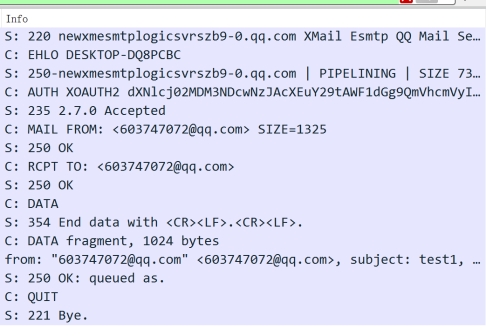 Info
S: 220 newxmesmtplogicsvrszb9-0.qq.com XMail Esmtp QQ Mail Se…
C: EHLO DESKTOP-DQ8PCBC
S: 250-newxmesmtplogicsvrszb9-0.qq.com | PIPELINING | SIZE 73…
C: AUTH XOAUTH2 dXNlcj02MDM3NDcwNzJAcXEuY29tAWF1dGg9QmVhcmVyI…
S: 235 2.7.0 Accepted
C: MAIL FROM: <603747072@qq.com> SIZE=1325
S: 250 OK
C: RCPT TO: <603747072@qq.com>
S: 250 OK
C: DATA
S: 354 End data with <CR><LF>.<CR><LF>.
C: DATA fragment, 1024 bytes
from: "603747072@qq.com" <603747072@qq.com>, subject: test1, …
S: 250 OK: queued as.
C: QUIT
S: 221 Bye.